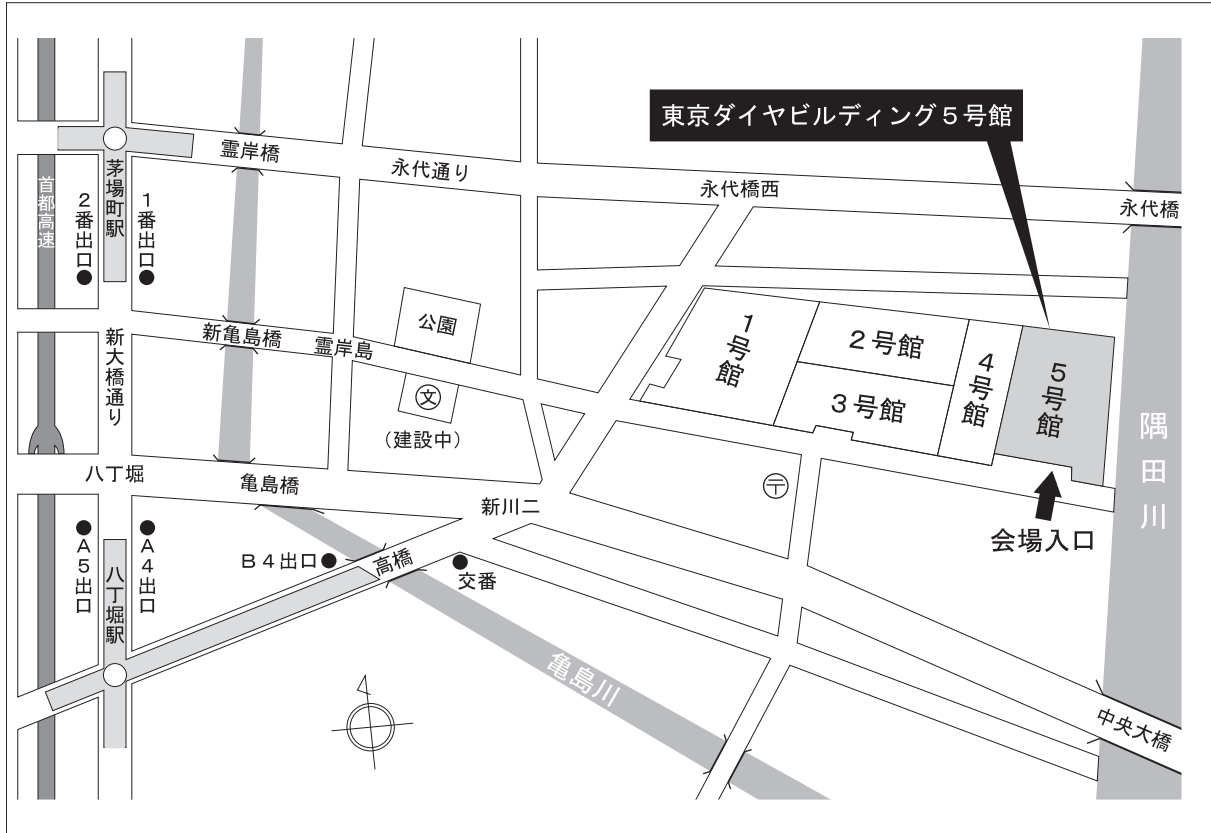 東京ダイヤビルディング5号館
霊岸橋
永代通り
永代橋西
永代橋
首都高速
茅場町駅
2番出口
1番出口
公園
新亀島橋
霊岸島
新大橋通り
文
(建設中)
1号館
2号館
3号館
4号館
5号館
隅田川
八丁堀
亀島橋
新川二
〒
会場入口
A5出口
A4出口
八丁堀駅
B4出口
高橋
交番
亀島川
中央大橋